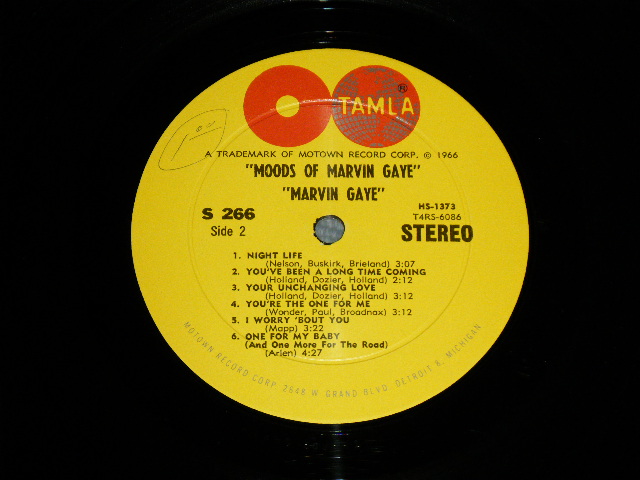 TAMLA ®
A TRADEMARK OF MOTOWN RECORD CORP. © 1966
"MOODS OF MARVIN GAYE"
"MARVIN GAYE"
S 266
Side 2
HS-1373
T4RS-6086
STEREO
1. NIGHT LIFE
(Nelson, Buskirk, Brieland) 3:07
2. YOU'VE BEEN A LONG TIME COMING
(Holland, Dozier, Holland) 2:12
3. YOUR UNCHANGING LOVE
(Holland, Dozier, Holland) 3:12
4. YOU'RE THE ONE FOR ME
(Wonder, Paul, Broadnax) 3:12
5. I WORRY 'BOUT YOU
(Mapp) 3:22
6. ONE FOR MY BABY
(And One More For The Road)
(Arlen) 4:27
MOTOWN RECORD CORP. 2648 W. GRAND BLVD. DETROIT 8, MICHIGAN